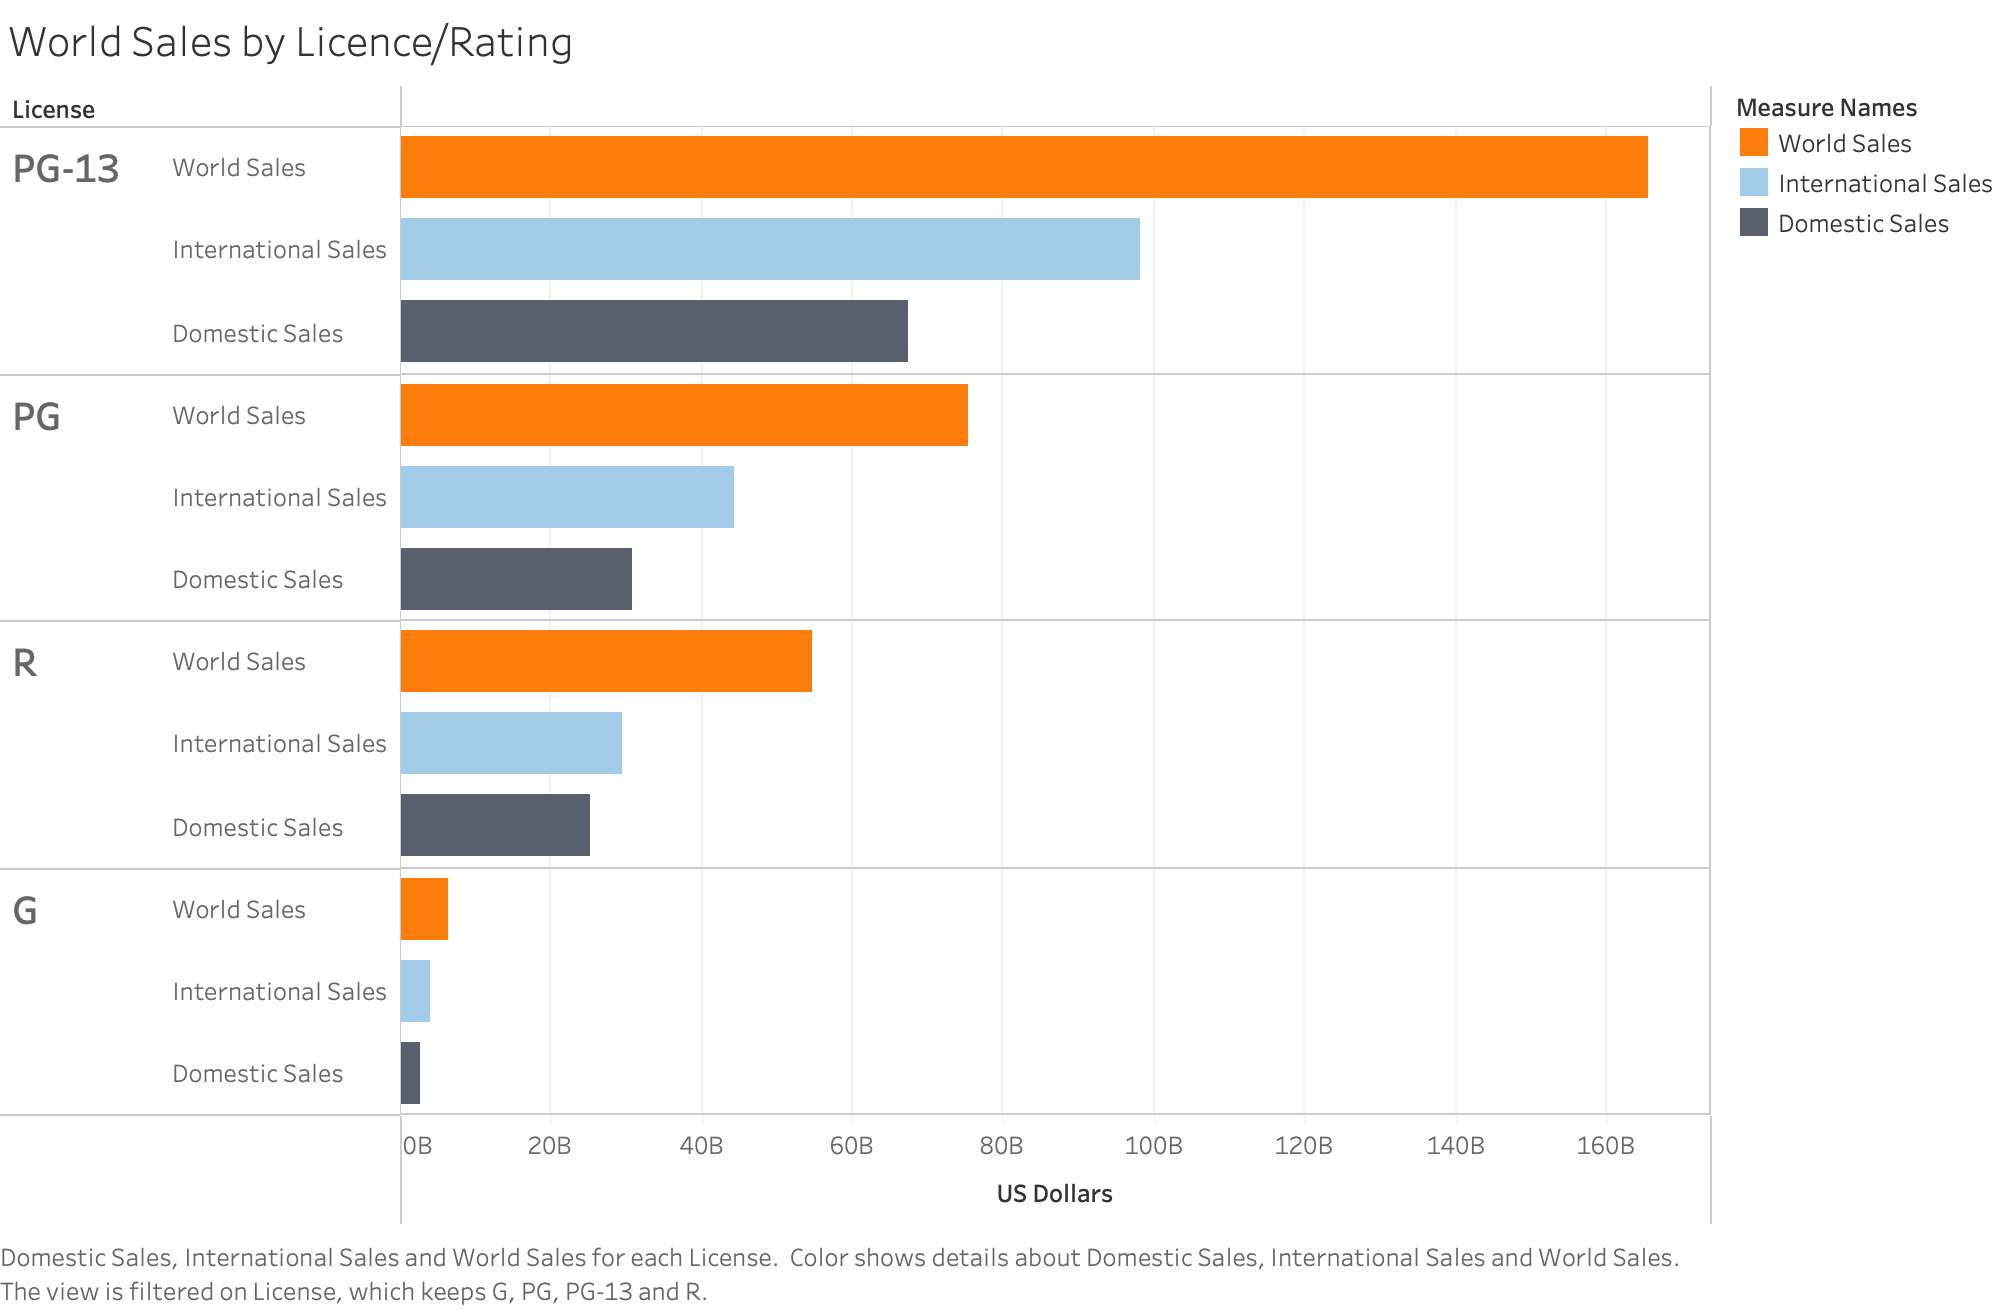 World Sales by Licence/Rating
License
Measure Names
World Sales
International Sales
Domestic Sales
PG-13 World Sales
International Sales
Domestic Sales
PG World Sales
International Sales
Domestic Sales
R World Sales
International Sales
Domestic Sales
G World Sales
International Sales
Domestic Sales
0B 20B 40B 60B 80B 100B 120B 140B 160B
US Dollars
Domestic Sales, International Sales and World Sales for each License.  Color shows details about Domestic Sales, International Sales and World Sales.
The view is filtered on License, which keeps G, PG, PG-13 and R.